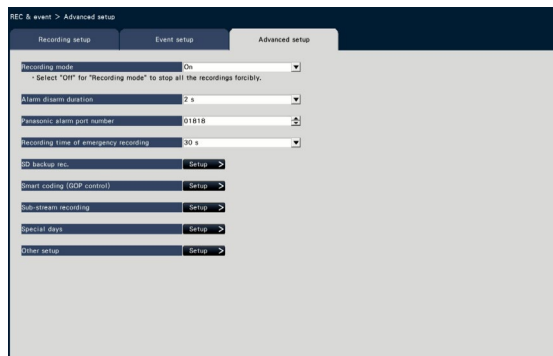 REC & event > Advanced setup
Recording setup Event setup Advanced setup
Recording mode On
· Select "Off" for "Recording mode" to stop all the recordings forcibly.
Alarm disarm duration 2 s
Panasonic alarm port number 01818
Recording time of emergency recording 30 s
SD backup rec. Setup >
Smart coding (GOP control) Setup >
Sub-stream recording Setup >
Special days Setup >
Other setup Setup >